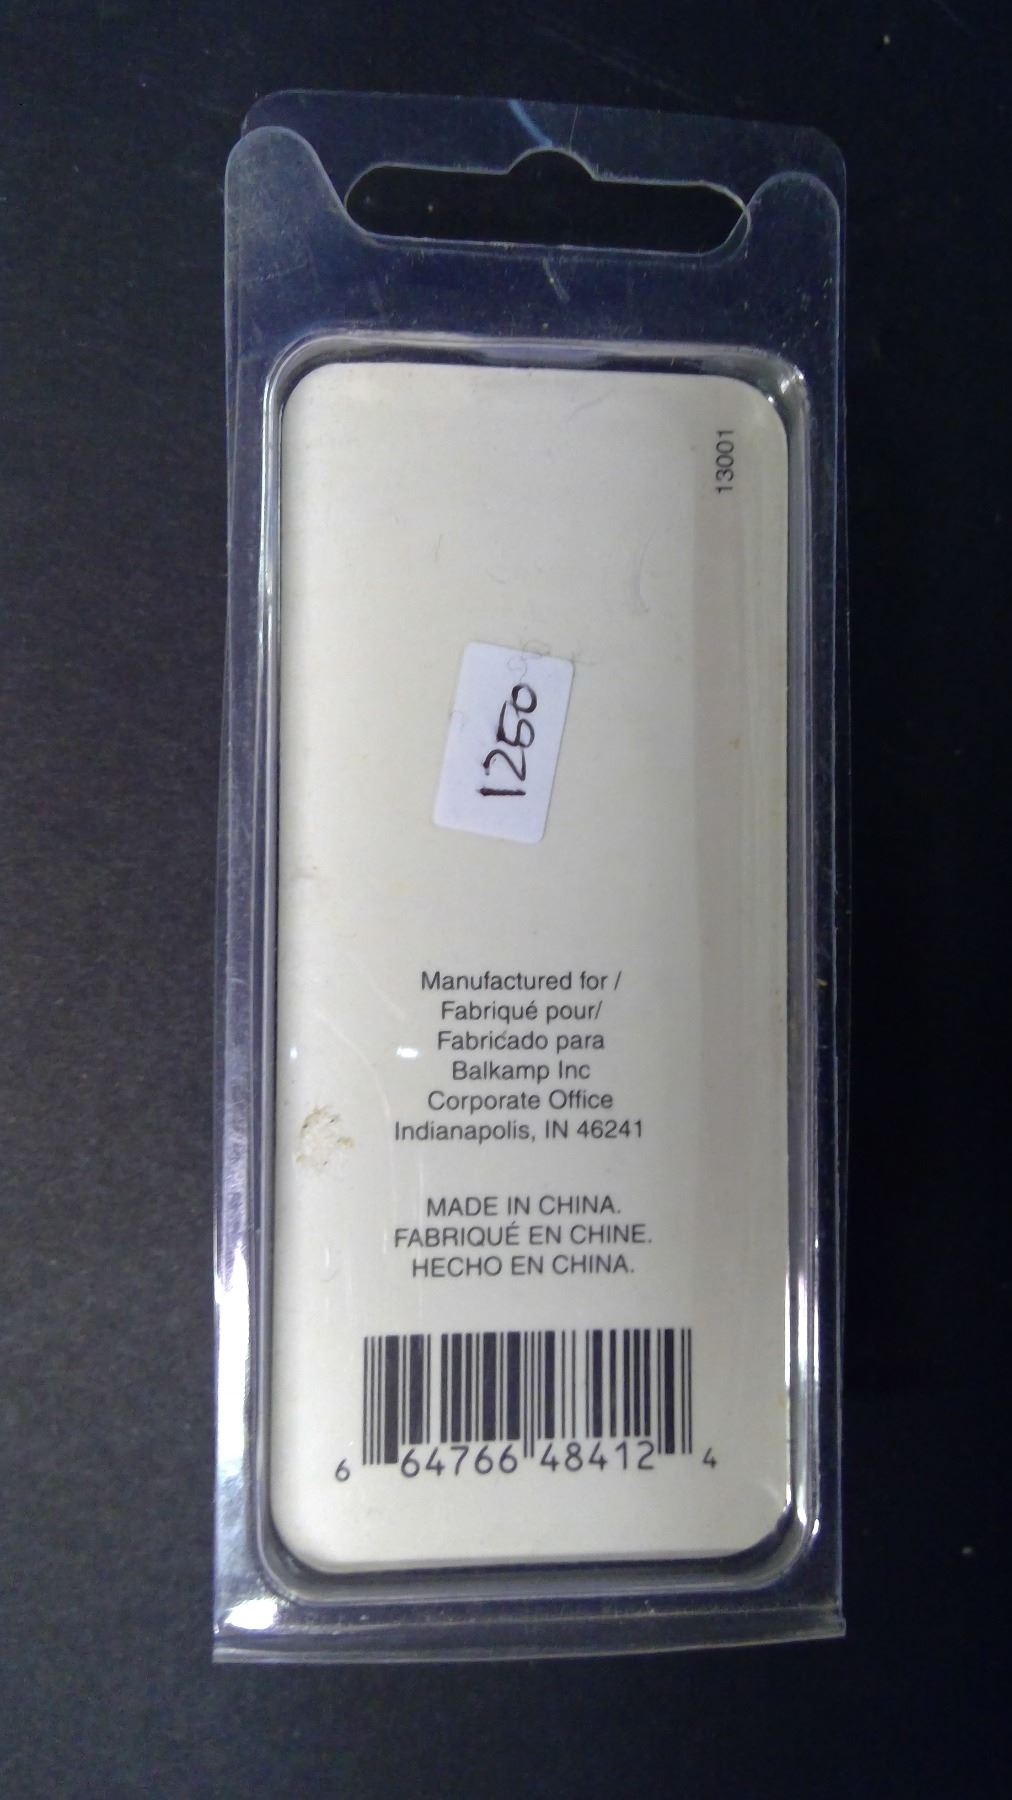 13001
1250
Manufactured for /
Fabriqué pour/
Fabricado para
Balkamp Inc
Corporate Office
Indianapolis, IN 46241
MADE IN CHINA.
FABRIQUÉ EN CHINE.
HECHO EN CHINA.
6 64766 48412 4